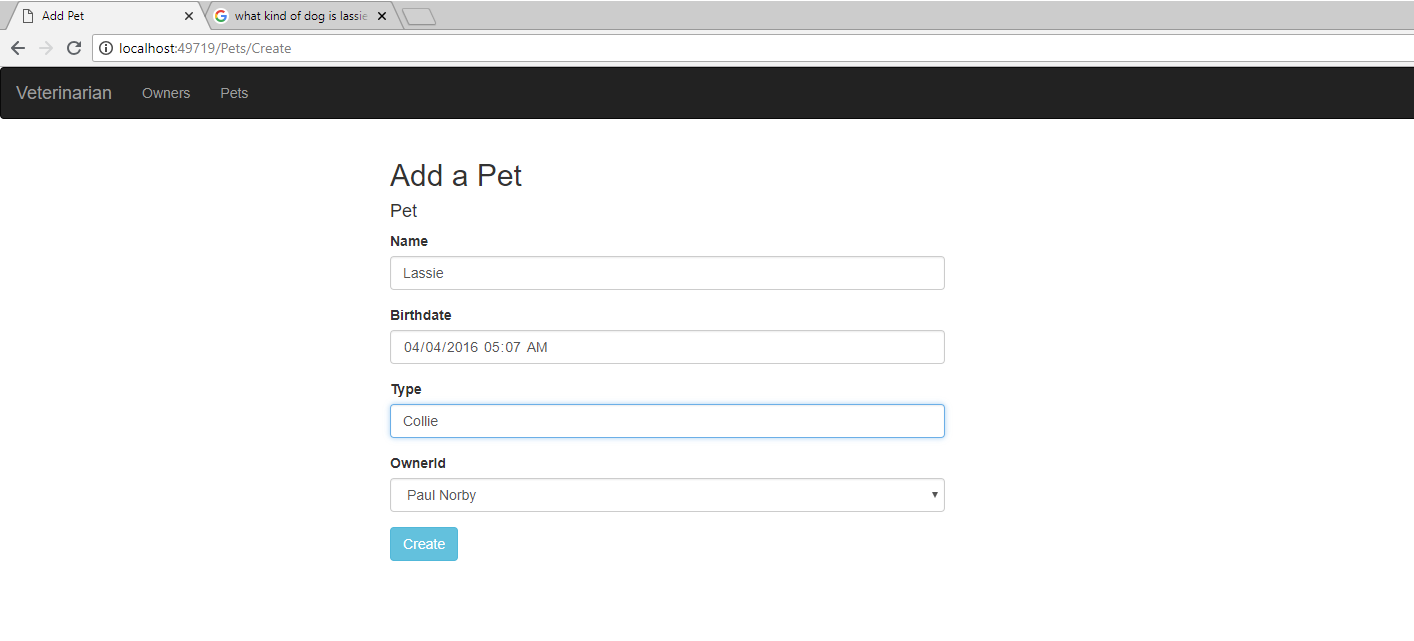 Add Pet
what kind of dog is lassie
localhost:49719/Pets/Create
Veterinarian Owners Pets
Add a Pet
Pet
Name
Lassie
Birthdate
04/04/2016 05:07 AM
Type
Collie
OwnerId
Paul Norby
Create